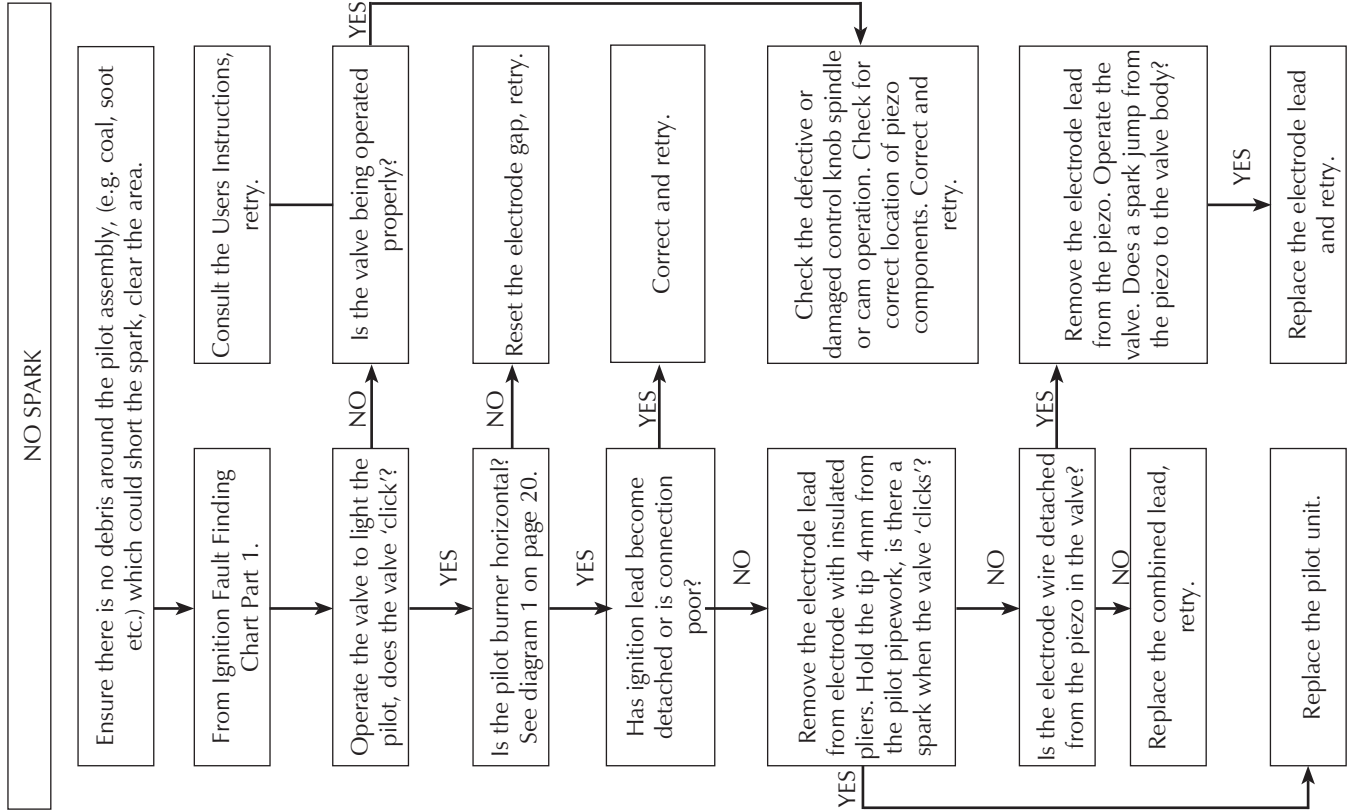 NO SPARK
Ensure there is no debris around the pilot assembly, (e.g. coal, soot
etc.) which could short the spark, clear the area.
From Ignition Fault Finding
Chart Part 1.
Consult the Users Instructions,
retry.
Operate the valve to light the
pilot, does the valve ‘click’?
NO
Is the valve being operated
properly?
YES
YES
Is the pilot burner horizontal?
See diagram 1 on page 20.
NO
Reset the electrode gap, retry.
YES
Has ignition lead become
detached or is connection
poor?
YES
Correct and retry.
NO
Remove the electrode lead
from electrode with insulated
pliers. Hold the tip 4mm from
the pilot pipework, is there a
spark when the valve ‘clicks’?
YES
Check the defective or
damaged control knob spindle
or cam operation. Check for
correct location of piezo
components. Correct and
retry.
NO
Is the electrode wire detached
from the piezo in the valve?
YES
Remove the electrode lead
from the piezo. Operate the
valve. Does a spark jump from
the piezo to the valve body?
NO
Replace the combined lead,
retry.
YES
Replace the pilot unit.
Replace the electrode lead
and retry.